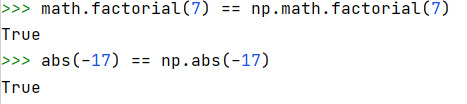 >>> math.factorial(7) == np.math.factorial(7)
True
>>> abs(-17) == np.abs(-17)
True